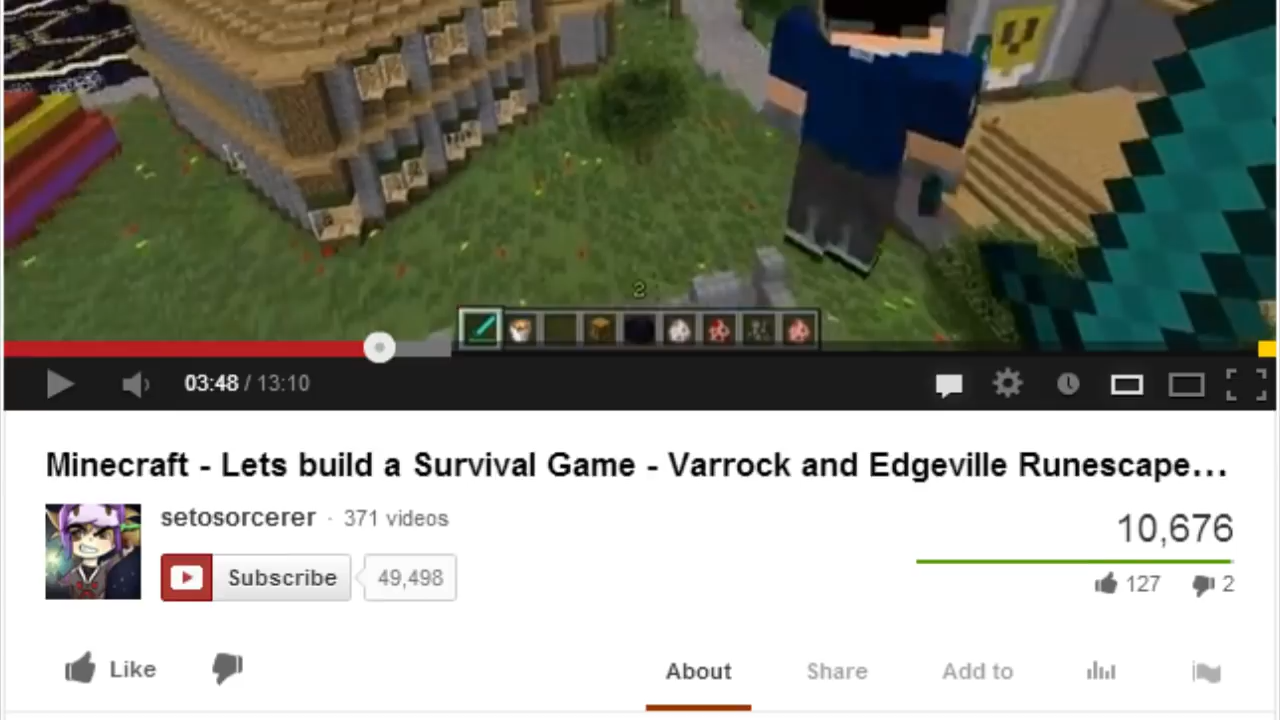 2
03:48 / 13:10
Minecraft - Lets build a Survival Game - Varrock and Edgeville Runescape...
setosorcerer · 371 videos
10,676
Subscribe 49,498
127 2
Like About Share Add to